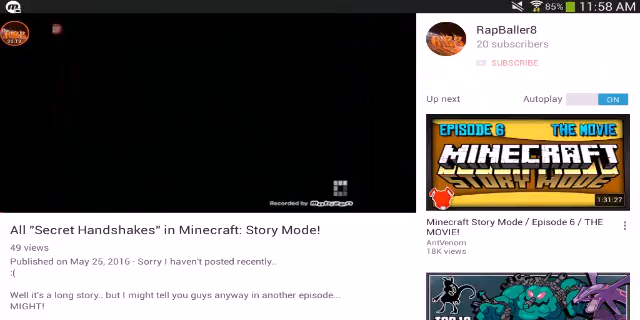 85% 11:58 AM
RapBaller8
20 subscribers
SUBSCRIBE
Up next Autoplay ON
EPISODE 6 THE MOVIE
MINECRAFT
STORY MODE
1:31:27
Minecraft Story Mode / Episode 6 / THE
MOVIE!
AntVenom
18K views
TOP 10
Recorded by Mobizen
All "Secret Handshakes" in Minecraft: Story Mode!
49 views
Published on May 25, 2016 · Sorry I haven't posted recently..
:(
Well it's a long story.. but I might tell you guys anyway in another episode...
MIGHT!